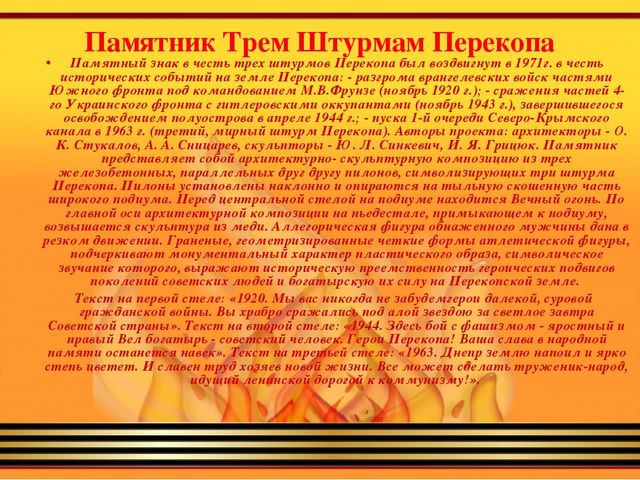 Памятник Трем Штурмам Перекопа
• Памятный знак в честь трех штурмов Перекопа был воздвигнут в 1971г. в честь
исторических событий на земле Перекопа: - разгрома врангелевских войск частями
Южного фронта под командованием М.В.Фрунзе (ноябрь 1920 г.); - сражения частей 4-
го Украинского фронта с гитлеровскими оккупантами (ноябрь 1943 г.), завершившегося
освобождением полуострова в апреле 1944 г.; - пуска 1-й очереди Северо-Крымского
канала в 1963 г. (третий, мирный штурм Перекопа). Авторы проекта: архитекторы - О.
К. Стукалов, А. А. Сницарев, скульпторы - Ю. Л. Синкевич, И. Я. Грицюк. Памятник
представляет собой архитектурно- скульптурную композицию из трех
железобетонных, параллельных друг другу пилонов, символизирующих три штурма
Перекопа. Пилоны установлены наклонно и опираются на тыльную скошенную часть
широкого подиума. Перед центральной стелой на подиуме находится Вечный огонь. По
главной оси архитектурной композиции на пьедестале, примыкающем к подиуму,
возвышается скульптура из меди. Аллегорическая фигура обнаженного мужчины дана в
резком движении. Граненые, геометризированные четкие формы атлетической фигуры,
подчеркивают монументальный характер пластического образа, символическое
звучание которого, выражают историческую преемственность героических подвигов
поколений советских людей и богатырскую их силу на Перекопской земле.
Текст на первой стеле: «1920. Мы вас никогда не забудемгерои далекой, суровой
гражданской войны. Вы храбро сражались под алой звездою за светлое завтра
Советской страны». Текст на второй стеле: «1944. Здесь бой с фашизмом - яростный и
правый Вел богатырь - советский человек. Герои Перекопа! Ваша слава в народной
памяти останется навек». Текст на третьей стеле: «1963. Днепр землю напоил и ярко
степь цветет. И славен труд хозяев новой жизни. Все может сделать труженик-народ,
идущий ленинской дорогой к коммунизму!».